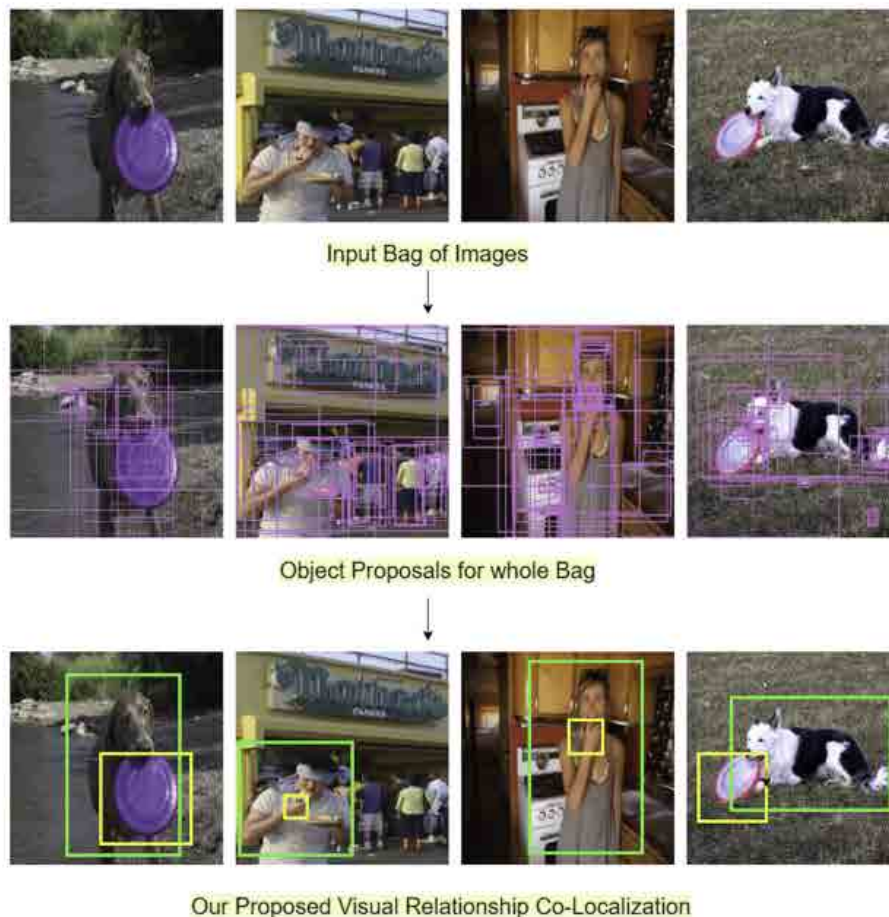 Input Bag of Images
Object Proposals for whole Bag
Our Proposed Visual Relationship Co-Localization